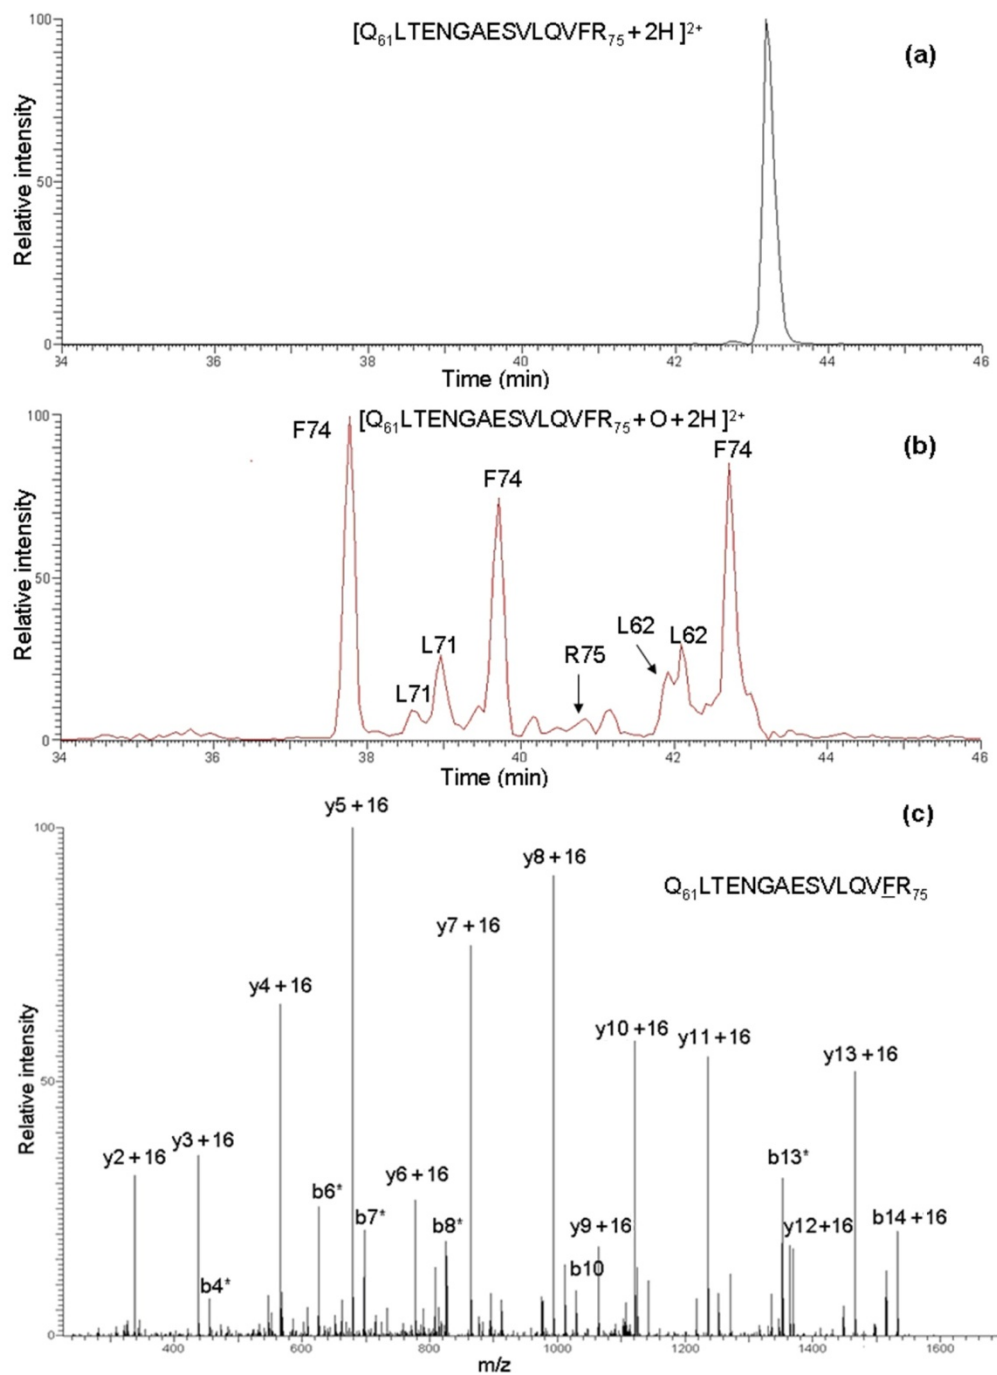 [Q₆₁LTENGAESVLQVFR₇₅ + 2H ]²⁺
(a)
Relative intensity
100
50
0
34 36 38 40 42 44 46
Time (min)
[Q₆₁LTENGAESVLQVFR₇₅ + O + 2H ]²⁺
(b)
Relative intensity
100
50
0
F74
L71
L71
F74
R75
L62
L62
F74
34 36 38 40 42 44 46
Time (min)
(c)
Q₆₁LTENGAESVLQVFR₇₅
Relative intensity
100
50
0
y2 + 16
y3 + 16
b4*
y4 + 16
b6*
y5 + 16
b7*
y6 + 16
b8*
y7 + 16
y8 + 16
b10
y9 + 16
y10 + 16
y11 + 16
b13*
y12+16
y13 + 16
b14 + 16
400 600 800 1000 1200 1400 1600
m/z